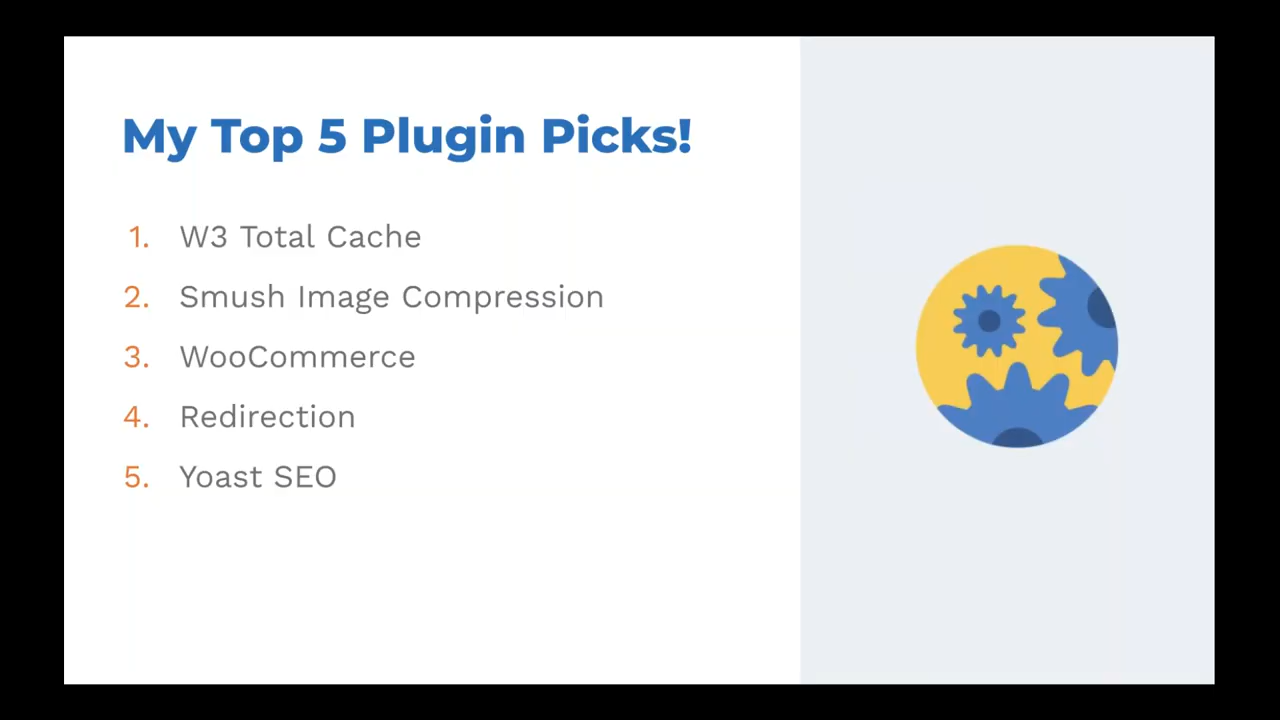 My Top 5 Plugin Picks!
1. W3 Total Cache
2. Smush Image Compression
3. WooCommerce
4. Redirection
5. Yoast SEO